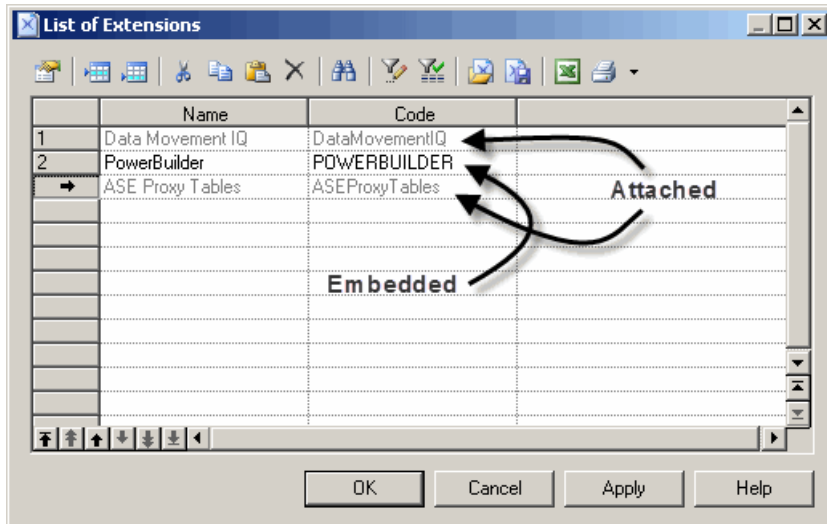 List of Extensions
Name Code
1 Data Movement IQ DataMovementIQ
2 PowerBuilder POWERBUILDER
ASE Proxy Tables ASEProxyTables
Attached
Embedded
OK Cancel Apply Help